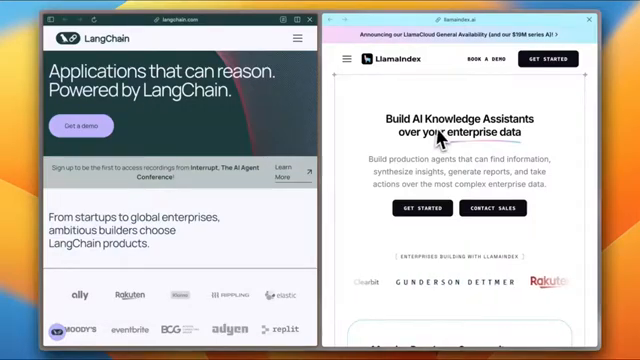 langchain.com
LangChain
Applications that can reason.
Powered by LangChain.
Get a demo
Sign up to be the first to access recordings from Interrupt, The AI Agent
Conference!
Learn
More
From startups to global enterprises,
ambitious builders choose
LangChain products.
ally
Rakuten
Klarna
RIPPLING
elastic
MOODY'S
eventbrite
BCG
adyen
replit
llamaindex.ai
Announcing our LlamaCloud General Availability (and our $19M series A)!
LlamaIndex
BOOK A DEMO
GET STARTED
Build AI Knowledge Assistants
over your enterprise data
Build production agents that can find information,
synthesize insights, generate reports, and take
actions over the most complex enterprise data.
GET STARTED
CONTACT SALES
[ ENTERPRISES BUILDING WITH LLAMAINDEX ]
Clearbit
GUNDERSON DETTMER
Rakuten